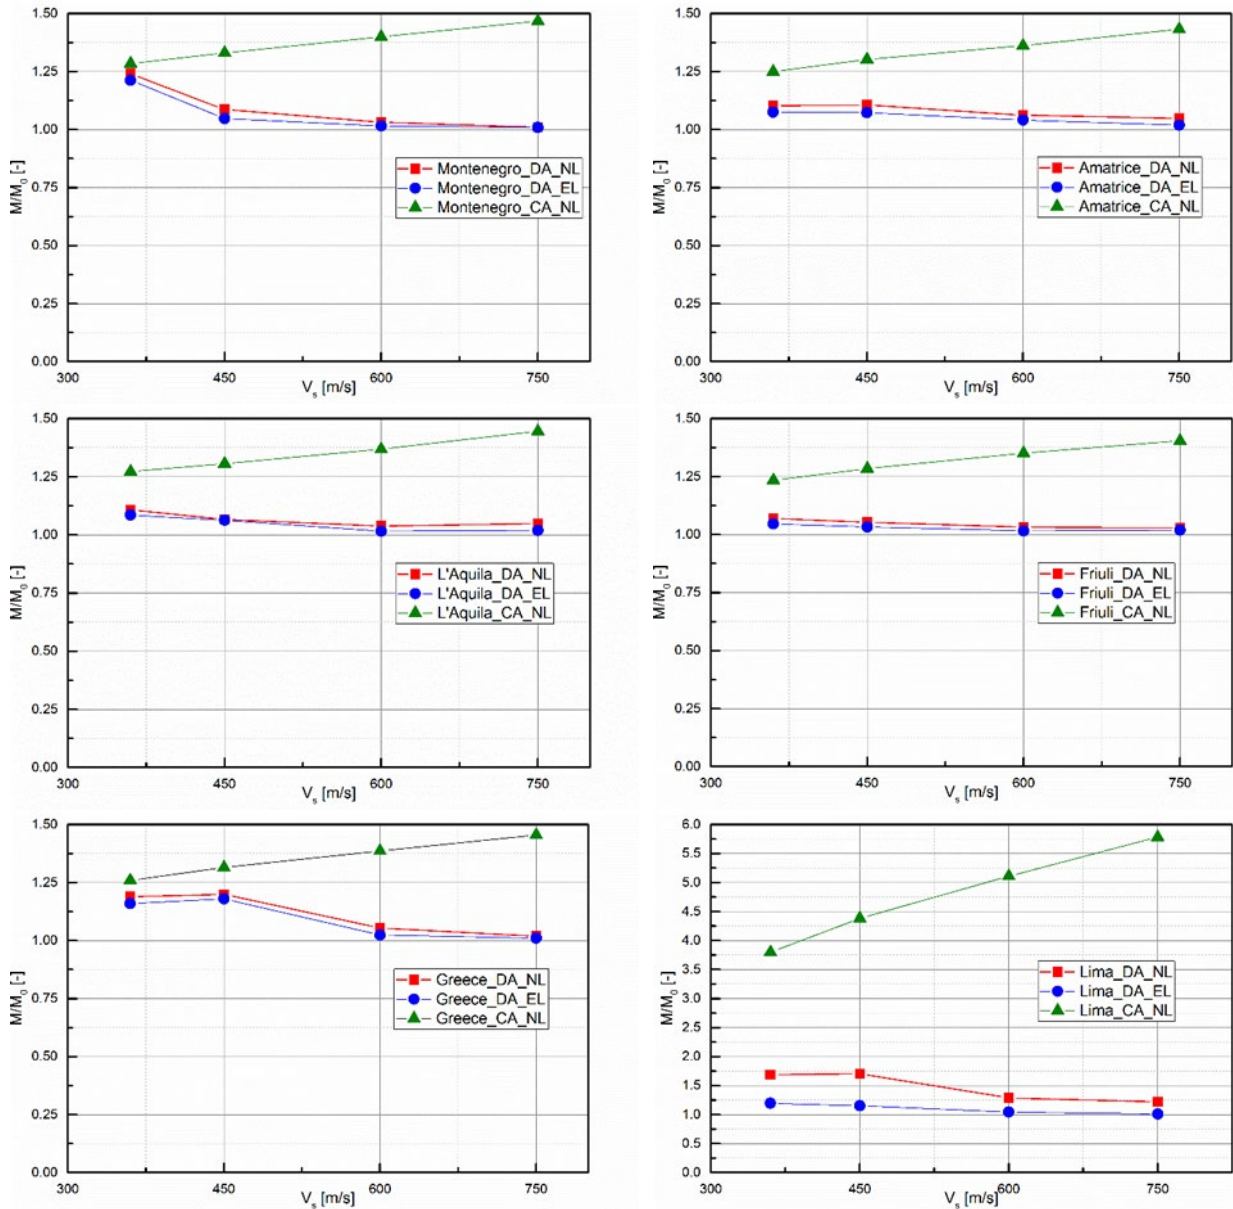 1.50
1.25
1.00
0.75
0.50
0.25
0.00
M/M₀ [-]
Montenegro_DA_NL
Montenegro_DA_EL
Montenegro_CA_NL
300 450 600 750
Vₛ [m/s]
1.50
1.25
1.00
0.75
0.50
0.25
0.00
M/M₀ [-]
Amatrice_DA_NL
Amatrice_DA_EL
Amatrice_CA_NL
300 450 600 750
Vₛ [m/s]
1.50
1.25
1.00
0.75
0.50
0.25
0.00
M/M₀ [-]
L'Aquila_DA_NL
L'Aquila_DA_EL
L'Aquila_CA_NL
300 450 600 750
Vₛ [m/s]
1.50
1.25
1.00
0.75
0.50
0.25
0.00
M/M₀ [-]
Friuli_DA_NL
Friuli_DA_EL
Friuli_CA_NL
300 450 600 750
Vₛ [m/s]
1.50
1.25
1.00
0.75
0.50
0.25
0.00
M/M₀ [-]
Greece_DA_NL
Greece_DA_EL
Greece_CA_NL
300 450 600 750
Vₛ [m/s]
6.0
5.5
5.0
4.5
4.0
3.5
3.0
2.5
2.0
1.5
1.0
0.5
0.0
M/M₀ [-]
Lima_DA_NL
Lima_DA_EL
Lima_CA_NL
300 450 600 750
Vₛ [m/s]